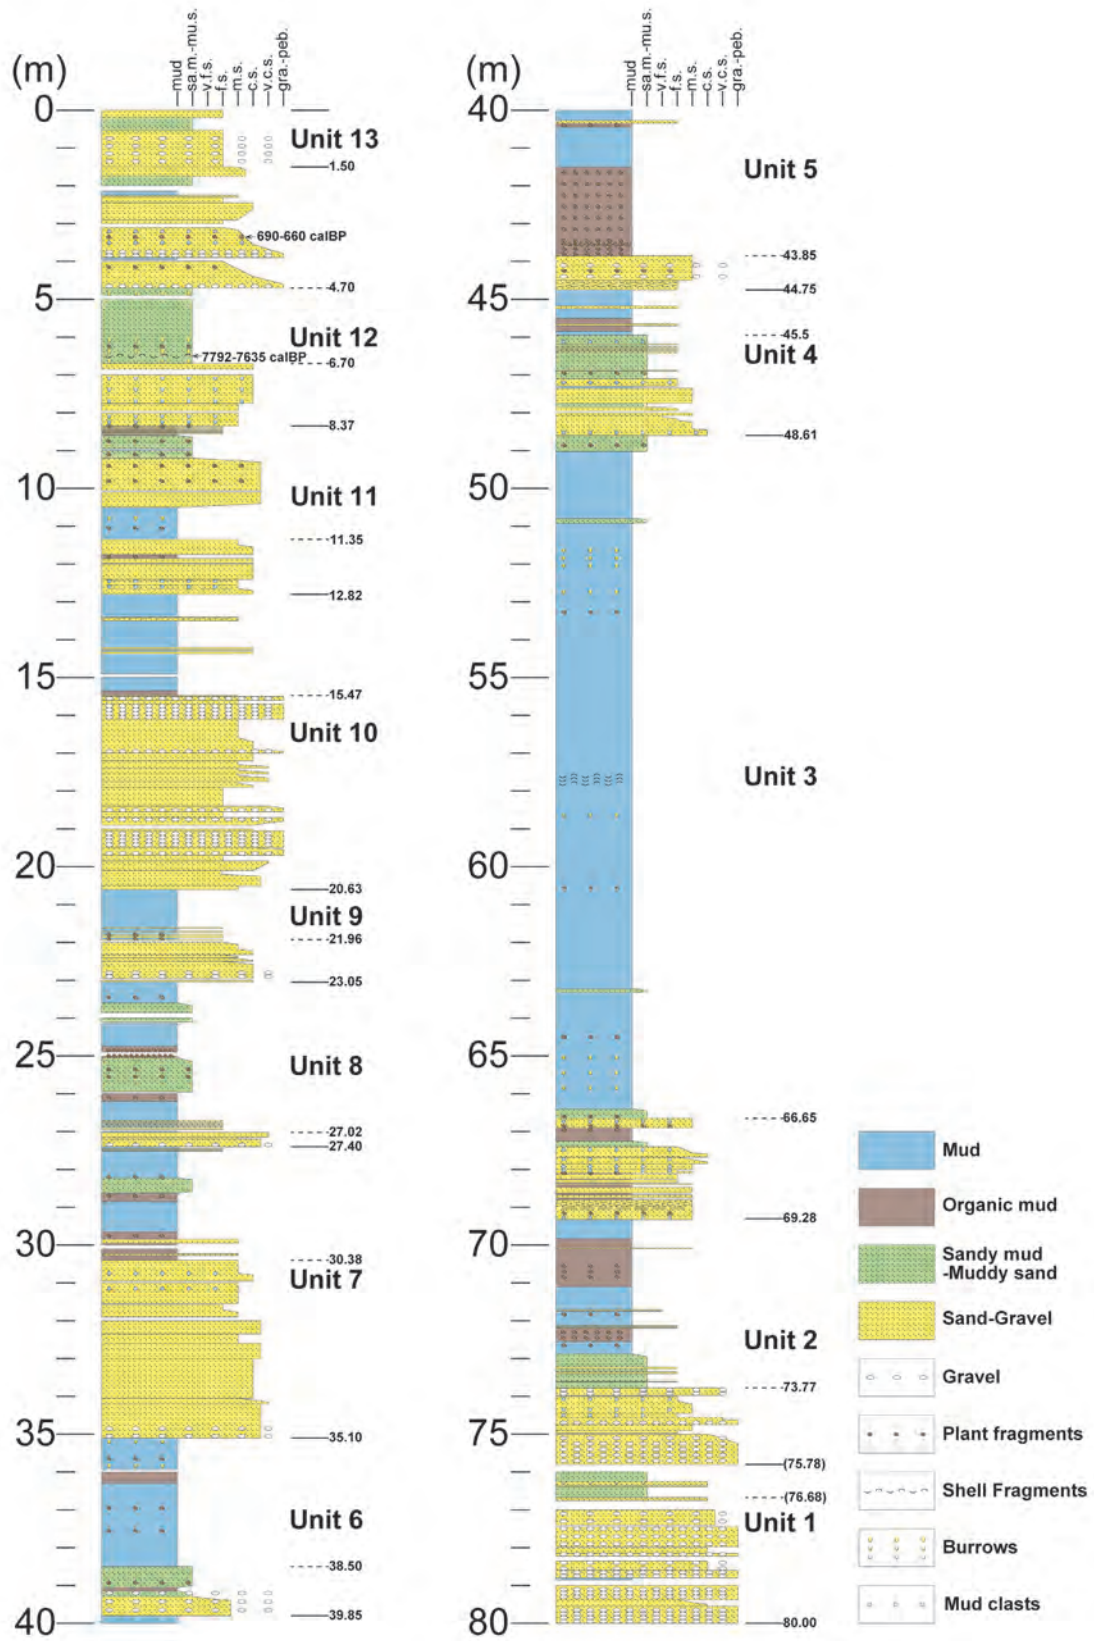 (m)
mud
sa.m.-mu.s.
v.f.s.
f.s.
m.s.
c.s.
v.c.s.
gra.-peb.
0
Unit 13
1.50
690-660 calBP
4.70
5
Unit 12
7792-7635 calBP
6.70
8.37
10
Unit 11
11.35
12.82
15
15.47
Unit 10
20
20.63
Unit 9
21.96
23.05
25
Unit 8
27.02
27.40
30
30.38
Unit 7
35
35.10
Unit 6
38.50
39.85
40
(m)
mud
sa.m.-mu.s.
v.f.s.
f.s.
m.s.
c.s.
v.c.s.
gra.-peb.
40
Unit 5
43.85
44.75
45
45.5
Unit 4
48.61
50
55
Unit 3
60
65
66.65
69.28
70
Unit 2
73.77
75
(75.78)
(76.68)
Unit 1
80
80.00
Mud
Organic mud
Sandy mud
-Muddy sand
Sand-Gravel
Gravel
Plant fragments
Shell Fragments
Burrows
Mud clasts